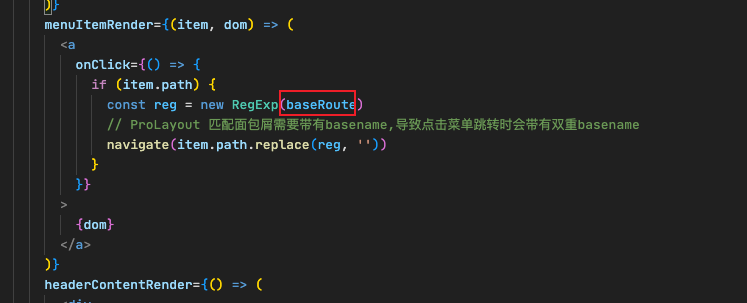 )}
menuItemRender={(item, dom) => (
<a
onClick={() => {
if (item.path) {
const reg = new RegExp(baseRoute)
// ProLayout 匹配面包屑需要带有basename,导致点击菜单跳转时会带有双重basename
navigate(item.path.replace(reg, ''))
}
}}
>
{dom}
</a>
)}
headerContentRender={() => (
<div